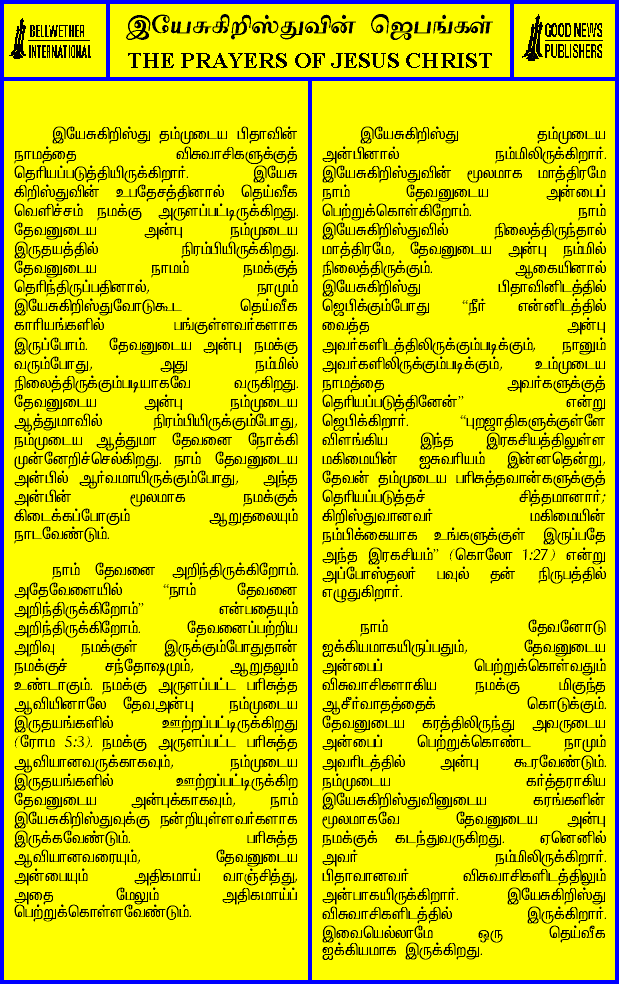 BELLWETHER
INTERNATIONAL
இயேசுகிறிஸ்துவின் ஜெபங்கள்
THE PRAYERS OF JESUS CHRIST
GOOD NEWS
PUBLISHERS
இயேசுகிறிஸ்து தம்முடைய பிதாவின்
நாமத்தை விசுவாசிகளுக்குத்
தெரியப்படுத்தியிருக்கிறார். இயேசு
கிறிஸ்துவின் உபதேசத்தினால் தெய்வீக
வெளிச்சம் நமக்கு அருளப்பட்டிருக்கிறது.
தேவனுடைய அன்பு நம்முடைய
இருதயத்தில் நிரம்பியிருக்கிறது.
தேவனுடைய நாமம் நமக்குத்
தெரிந்திருப்பதினால், நாமும்
இயேசுகிறிஸ்துவோடுகூட தெய்வீக
காரியங்களில் பங்குள்ளவர்களாக
இருப்போம். தேவனுடைய அன்பு நமக்கு
வரும்போது, அது நம்மில்
நிலைத்திருக்கும்படியாகவே வருகிறது.
தேவனுடைய அன்பு நம்முடைய
ஆத்துமாவில் நிரம்பியிருக்கும்போது,
நம்முடைய ஆத்துமா தேவனை நோக்கி
முன்னேறிச்செல்கிறது. நாம் தேவனுடைய
அன்பில் ஆர்வமாயிருக்கும்போது, அந்த
அன்பின் மூலமாக நமக்குக்
கிடைக்கப்போகும் ஆறுதலையும்
நாடவேண்டும்.
நாம் தேவனை அறிந்திருக்கிறோம்.
அதேவேளையில் “நாம் தேவனை
அறிந்திருக்கிறோம்” என்பதையும்
அறிந்திருக்கிறோம். தேவனைப்பற்றிய
அறிவு நமக்குள் இருக்கும்போதுதான்
நமக்குச் சந்தோஷமும், ஆறுதலும்
உண்டாகும். நமக்கு அருளப்பட்ட பரிசுத்த
ஆவியினாலே தேவஅன்பு நம்முடைய
இருதயங்களில் ஊற்றப்பட்டிருக்கிறது
(ரோம 5:3). நமக்கு அருளப்பட்ட பரிசுத்த
ஆவியானவருக்காகவும், நம்முடைய
இருதயங்களில் ஊற்றப்பட்டிருக்கிற
தேவனுடைய அன்புக்காகவும், நாம்
இயேசுகிறிஸ்துவுக்கு நன்றியுள்ளவர்களாக
இருக்கவேண்டும். பரிசுத்த
ஆவியானவரையும், தேவனுடைய
அன்பையும் அதிகமாய் வாஞ்சித்து,
அதை மேலும் அதிகமாய்ப்
பெற்றுக்கொள்ளவேண்டும்.
இயேசுகிறிஸ்து தம்முடைய
அன்பினால் நம்மிலிருக்கிறார்.
இயேசுகிறிஸ்துவின் மூலமாக மாத்திரமே
நாம் தேவனுடைய அன்பைப்
பெற்றுக்கொள்கிறோம். நாம்
இயேசுகிறிஸ்துவில் நிலைத்திருந்தால்
மாத்திரமே, தேவனுடைய அன்பு நம்மில்
நிலைத்திருக்கும். ஆகையினால்
இயேசுகிறிஸ்து பிதாவினிடத்தில்
ஜெபிக்கும்போது “நீர் என்னிடத்தில்
வைத்த அன்பு
அவர்களிடத்திலிருக்கும்படிக்கும், நானும்
அவர்களிலிருக்கும்படிக்கும், உம்முடைய
நாமத்தை அவர்களுக்குத்
தெரியப்படுத்தினேன்” என்று
ஜெபிக்கிறார். “புறஜாதிகளுக்குள்ளே
விளங்கிய இந்த இரகசியத்திலுள்ள
மகிமையின் ஐசுவரியம் இன்னதென்று,
தேவன் தம்முடைய பரிசுத்தவான்களுக்குத்
தெரியப்படுத்தச் சித்தமானார்;
கிறிஸ்துவானவர் மகிமையின்
நம்பிக்கையாக உங்களுக்குள் இருப்பதே
அந்த இரகசியம்” (கொலோ 1:27) என்று
அப்போஸ்தலர் பவுல் தன் நிருபத்தில்
எழுதுகிறார்.
நாம் தேவனோடு
ஐக்கியமாகயிருப்பதும், தேவனுடைய
அன்பைப் பெற்றுக்கொள்வதும்
விசுவாசிகளாகிய நமக்கு மிகுந்த
ஆசீர்வாதத்தைக் கொடுக்கும்.
தேவனுடைய கரத்திலிருந்து அவருடைய
அன்பைப் பெற்றுக்கொண்ட நாமும்
அவரிடத்தில் அன்பு கூரவேண்டும்.
நம்முடைய கர்த்தராகிய
இயேசுகிறிஸ்துவினுடைய கரங்களின்
மூலமாகவே தேவனுடைய அன்பு
நமக்குக் கடந்துவருகிறது. ஏனெனில்
அவர் நம்மிலிருக்கிறார்.
பிதாவானவர் விசுவாசிகளிடத்திலும்
அன்பாகயிருக்கிறார். இயேசுகிறிஸ்து
விசுவாசிகளிடத்தில் இருக்கிறார்.
இவையெல்லாமே ஒரு தெய்வீக
ஐக்கியமாக இருக்கிறது.